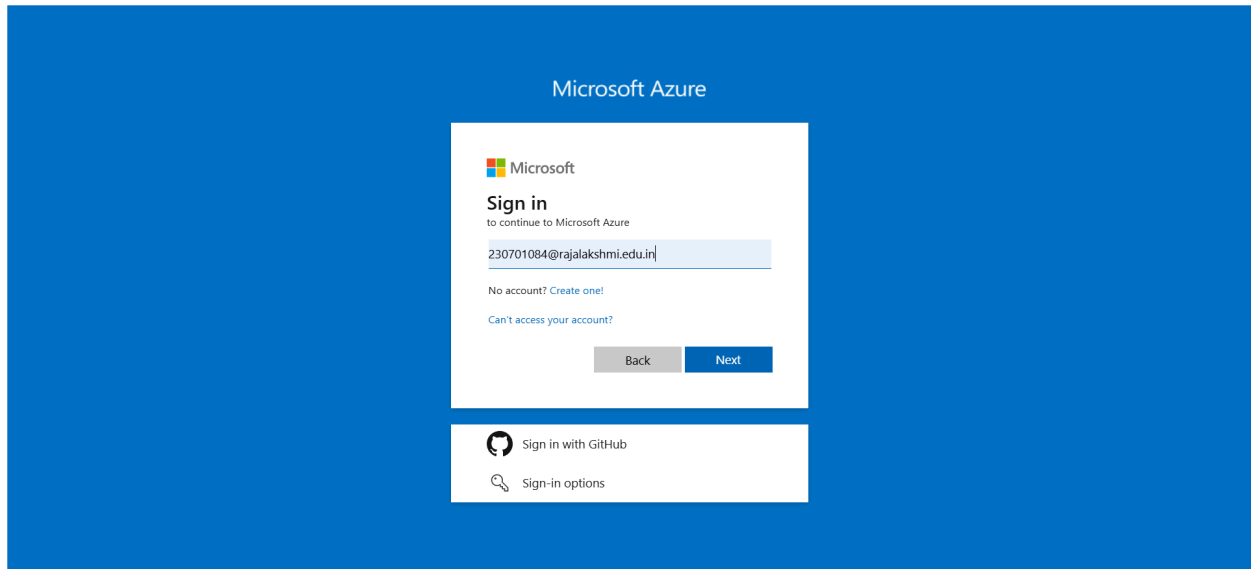 Microsoft Azure
Microsoft
Sign in
to continue to Microsoft Azure
230701084@rajalakshmi.edu.in
No account? Create one!
Can't access your account?
Back Next
Sign in with GitHub
Sign-in options